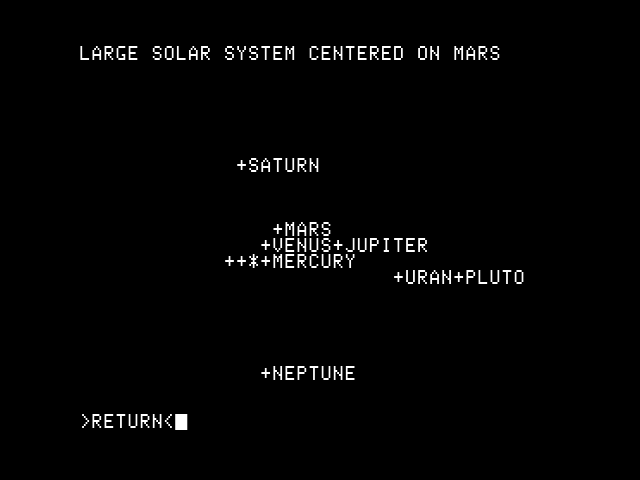 LARGE SOLAR SYSTEM CENTERED ON MARS
+SATURN
+MARS
+VENUS+JUPITER
++*+MERCURY
+URAN+PLUTO
+NEPTUNE
>RETURN<